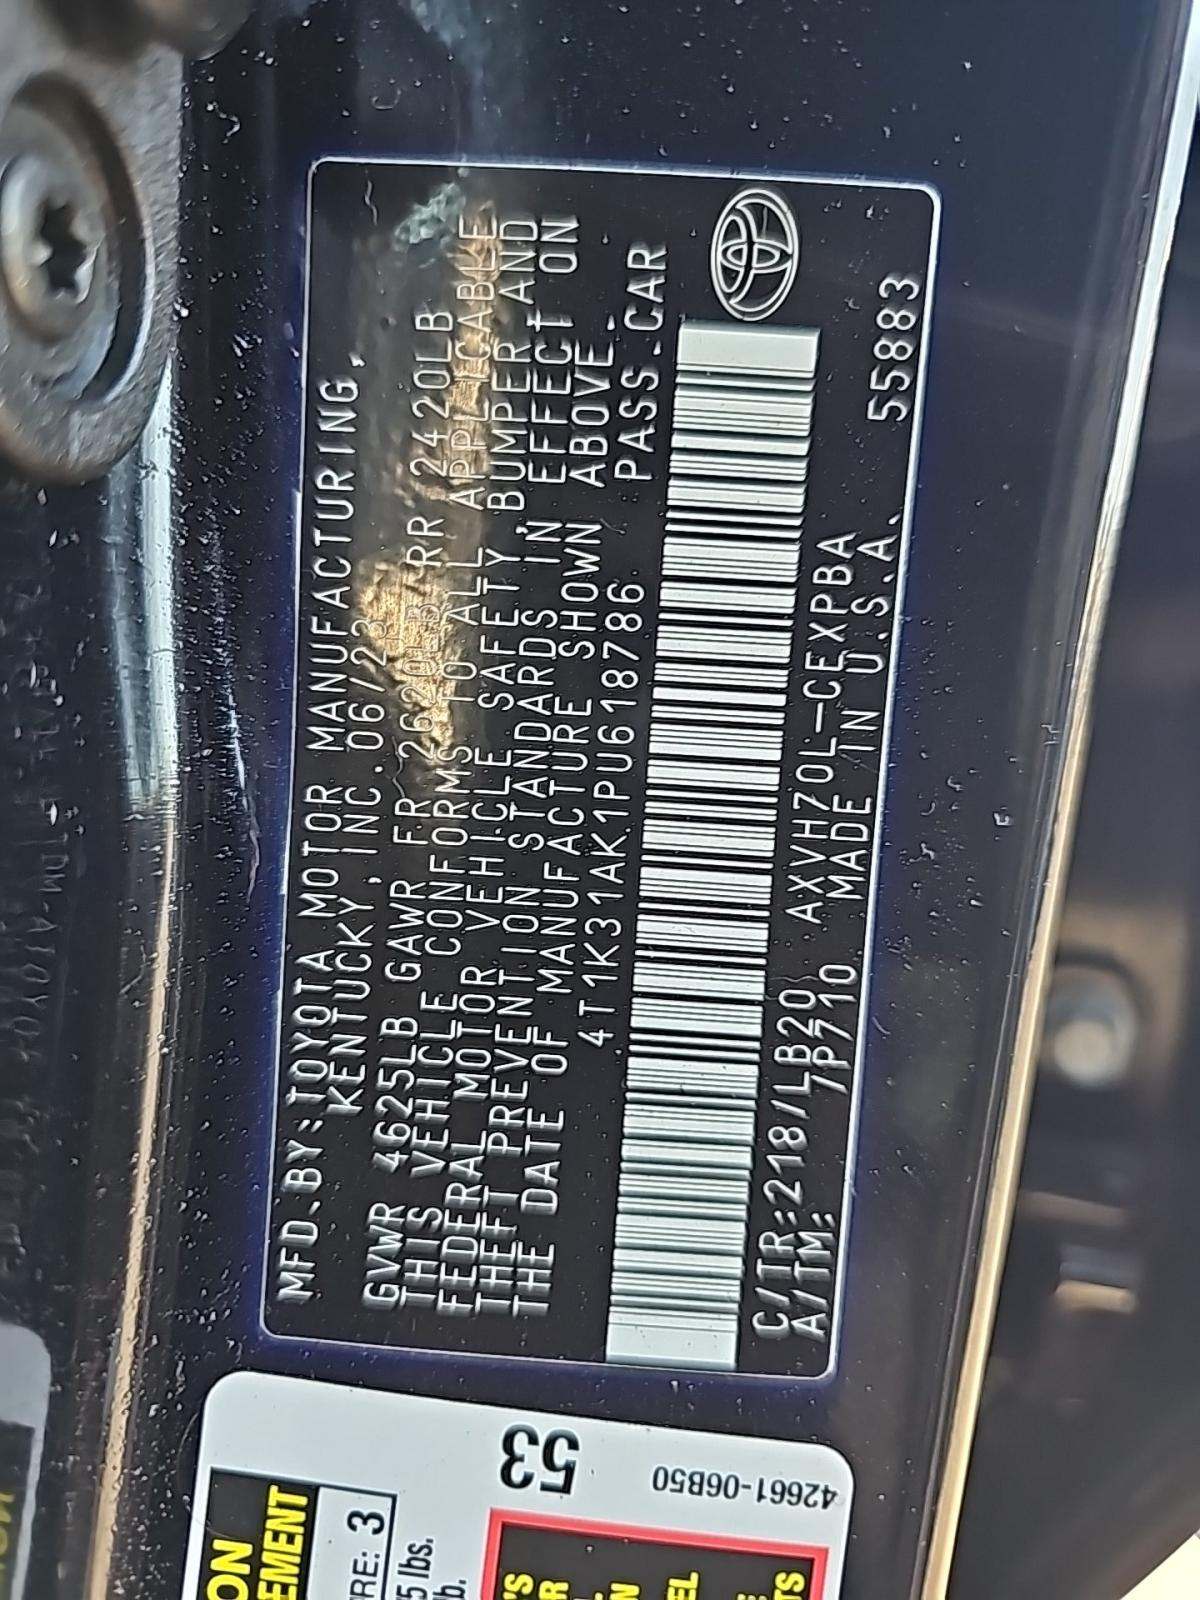 MFD.BY:TOYOTA MOTOR MANUFACTURING,
KENTUCKY,INC.06/23
GVWR 4625LB GAWR FR 2620LB RR 2420LB
THIS VEHICLE CONFORMS TO ALL APPLICABLE
FEDERAL MOTOR VEHICLE SAFETY,BUMPER AND
THEFT PREVENTION STANDARDS IN EFFECT ON
THE DATE OF MANUFACTURE SHOWN ABOVE.
4T1K31AK1PU618786 PASS.CAR
C/TR:218/LB20 AXVH70L-CEXPBA 55883
A/TM: 7P710 MADE IN U.S.A.
53
42661-06B50
3
lbs.